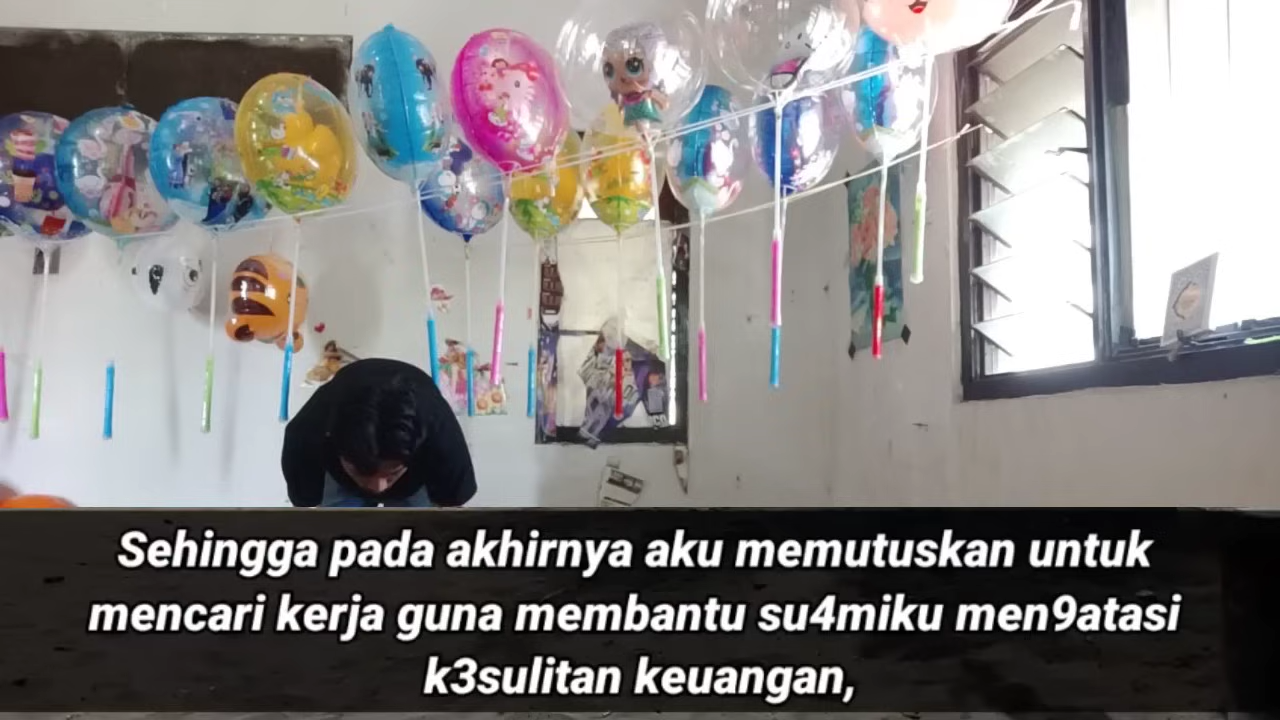 Sehingga pada akhirnya aku memutuskan untuk
mencari kerja guna membantu su4miku men9atasi
k3sulitan keuangan,